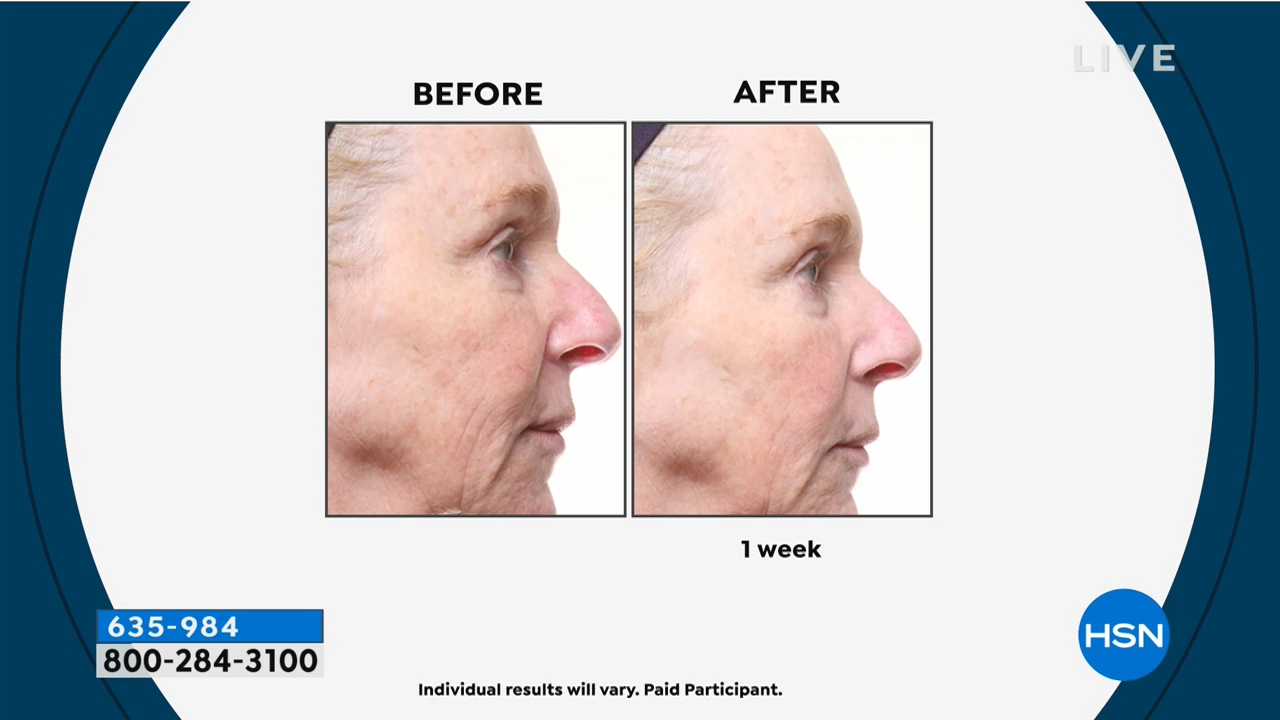 LIVE
BEFORE
AFTER
1 week
635-984
800-284-3100
HSN
Individual results will vary. Paid Participant.